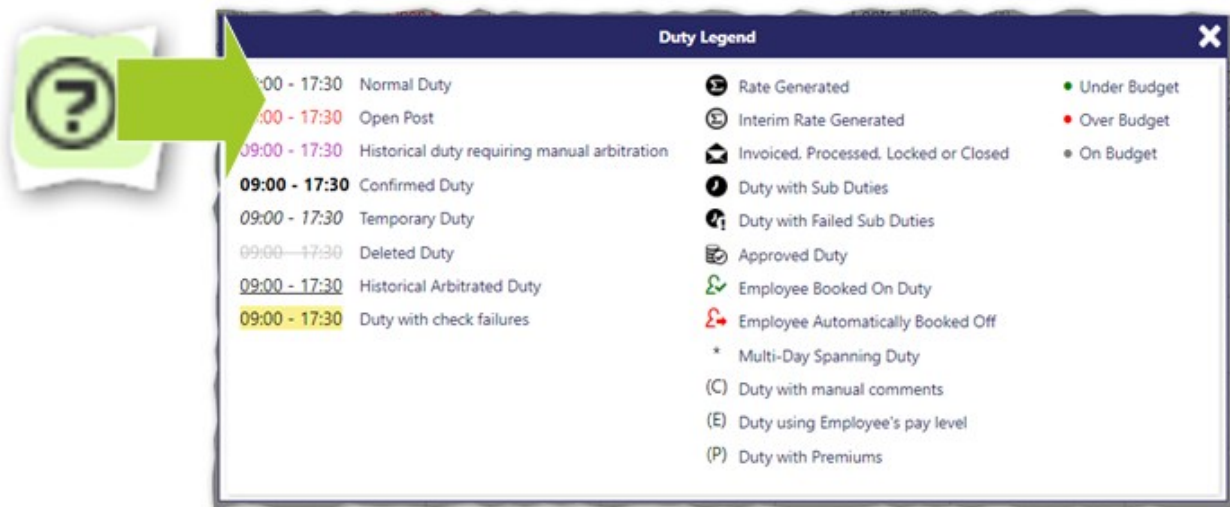 Duty Legend
:00 - 17:30 Normal Duty
:00 - 17:30 Open Post
09:00 - 17:30 Historical duty requiring manual arbitration
09:00 - 17:30 Confirmed Duty
09:00 - 17:30 Temporary Duty
09:00 - 17:30 Deleted Duty
09:00 - 17:30 Historical Arbitrated Duty
09:00 - 17:30 Duty with check failures
Rate Generated
Interim Rate Generated
Invoiced, Processed, Locked or Closed
Duty with Sub Duties
Duty with Failed Sub Duties
Approved Duty
Employee Booked On Duty
Employee Automatically Booked Off
* Multi-Day Spanning Duty
(C) Duty with manual comments
(E) Duty using Employee's pay level
(P) Duty with Premiums
Under Budget
Over Budget
On Budget